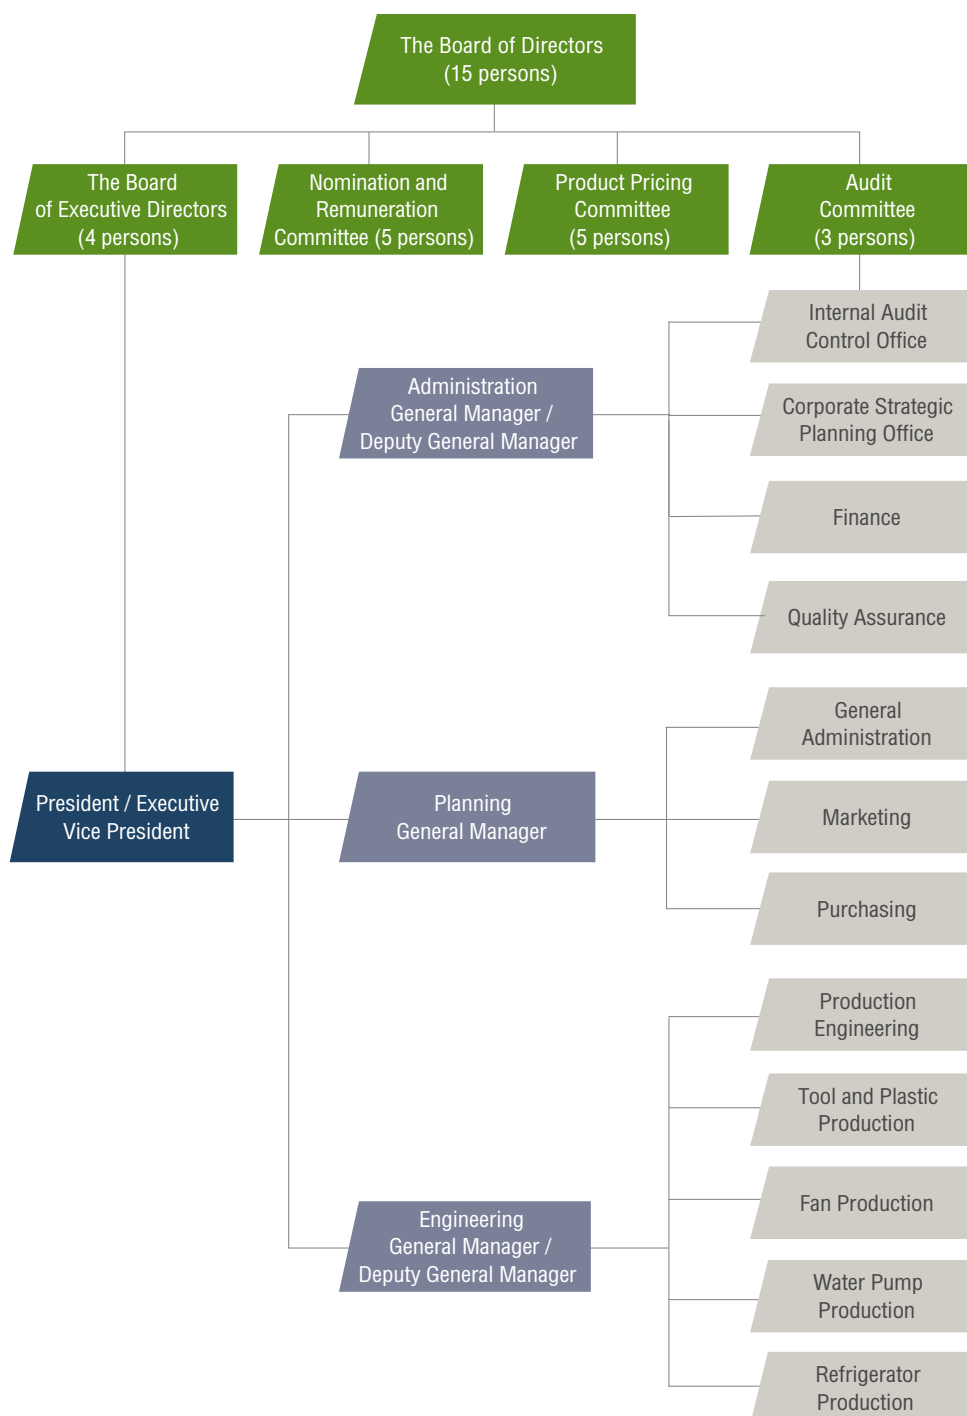 The Board of Directors
(15 persons)
The Board
of Executive Directors
(4 persons)
Nomination and
Remuneration
Committee (5 persons)
Product Pricing
Committee
(5 persons)
Audit
Committee
(3 persons)
Internal Audit
Control Office
Administration
General Manager /
Deputy General Manager
Corporate Strategic
Planning Office
Finance
Quality Assurance
General
Administration
President / Executive
Vice President
Planning
General Manager
Marketing
Purchasing
Production
Engineering
Tool and Plastic
Production
Fan Production
Engineering
General Manager /
Deputy General Manager
Water Pump
Production
Refrigerator
Production